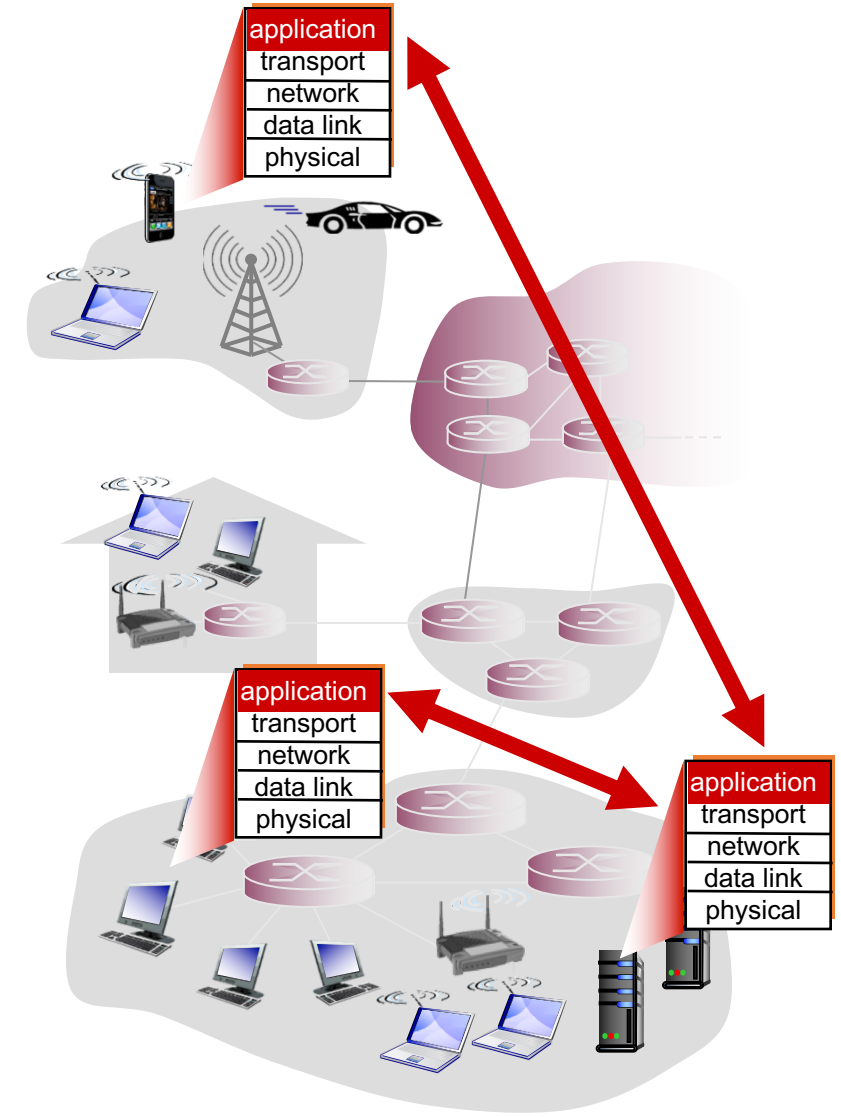 application
transport
network
data link
physical
application
transport
network
data link
physical
application
transport
network
data link
physical